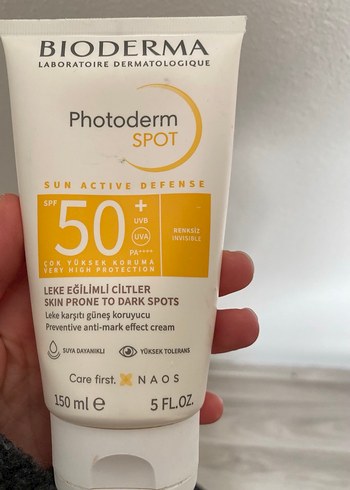 BIODERMA
LABORATOIRE DERMATOLOGIQUE
Photoderm
SPOT
SUN ACTIVE DEFENSE
SPF 50+
UVB
UVA
PA++++
RENKSİZ
INVISIBLE
ÇOK YÜKSEK KORUMA
VERY HIGH PROTECTION
LEKE EĞİLİMLİ CİLTLER
SKIN PRONE TO DARK SPOTS
Leke karşıtı güneş koruyucu
Preventive anti-mark effect cream
SUYA DAYANIKLI
YÜKSEK TOLERANS
Care first. NAOS
150 ml e 5 FL.OZ.